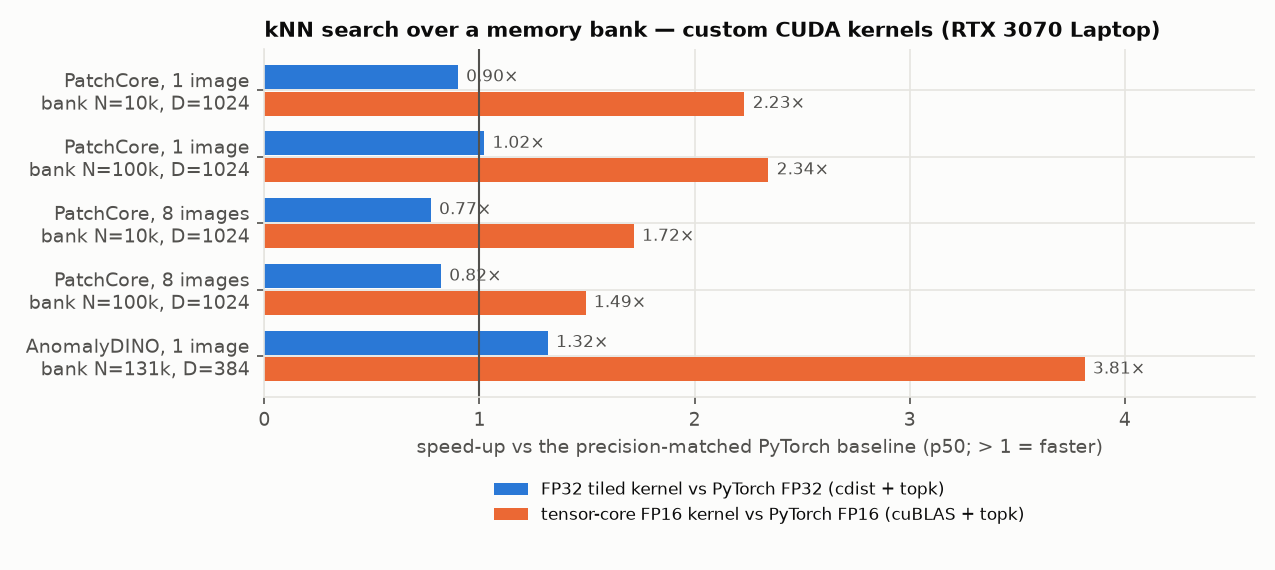 kNN search over a memory bank — custom CUDA kernels (RTX 3070 Laptop)
PatchCore, 1 image
bank N=10k, D=1024
0.90×
2.23×
PatchCore, 1 image
bank N=100k, D=1024
1.02×
2.34×
PatchCore, 8 images
bank N=10k, D=1024
0.77×
1.72×
PatchCore, 8 images
bank N=100k, D=1024
0.82×
1.49×
AnomalyDINO, 1 image
bank N=131k, D=384
1.32×
3.81×
0 1 2 3 4
speed-up vs the precision-matched PyTorch baseline (p50; > 1 = faster)
FP32 tiled kernel vs PyTorch FP32 (cdist + topk)
tensor-core FP16 kernel vs PyTorch FP16 (cuBLAS + topk)